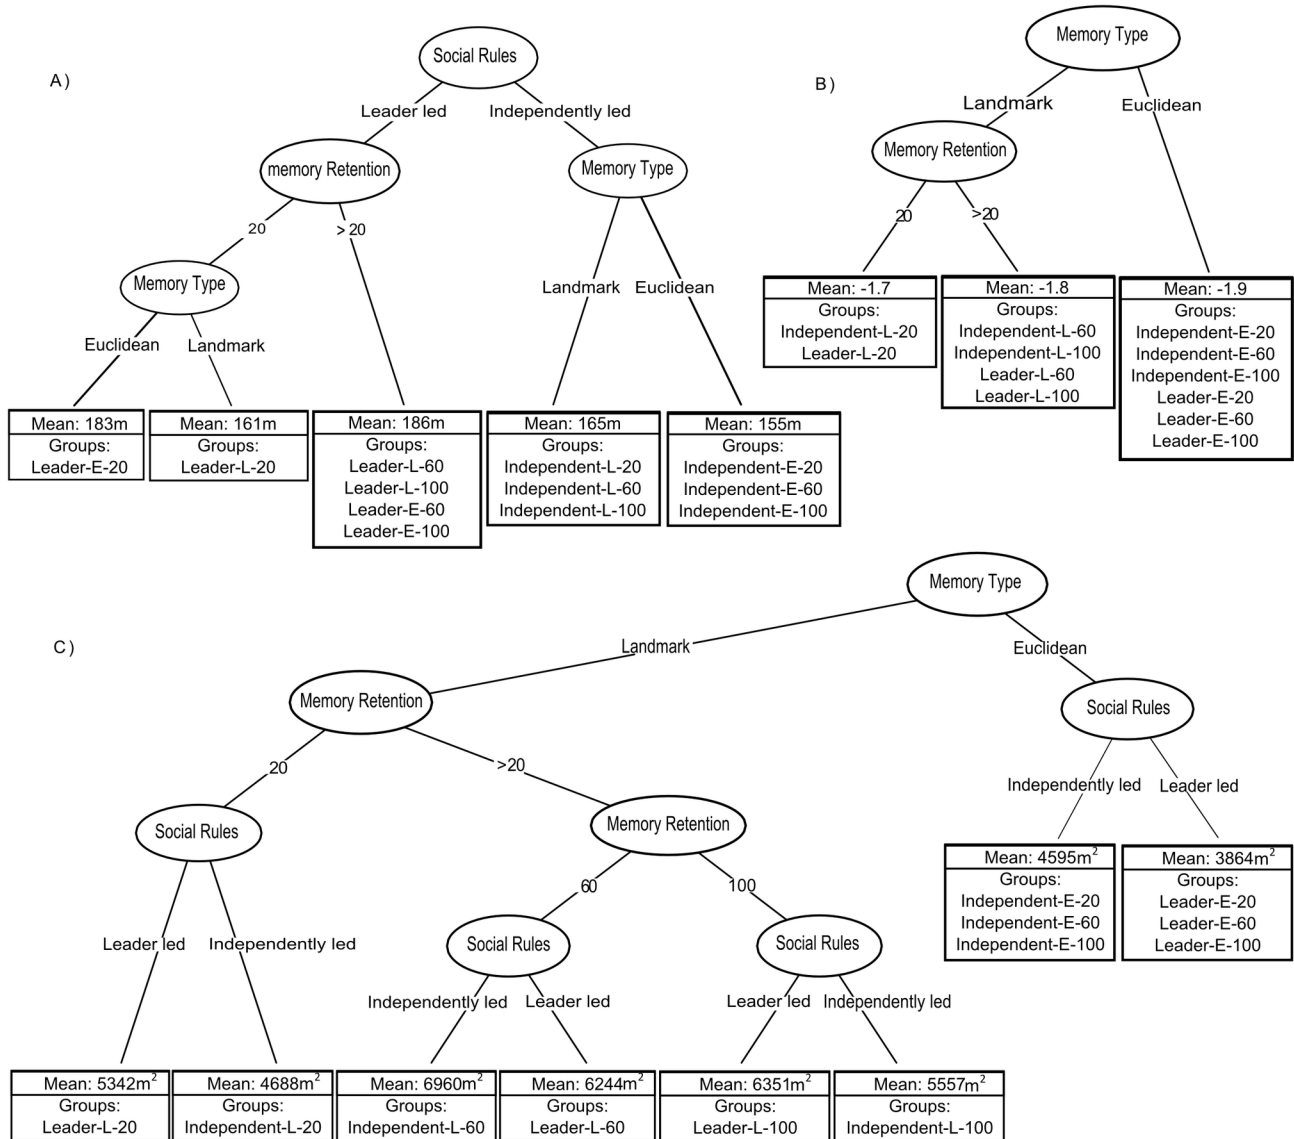 A)
Social Rules
Leader led
Independently led
memory Retention
Memory Type
20
> 20
Memory Type
Landmark
Euclidean
Euclidean
Landmark
Mean: 183m
Groups:
Leader-E-20
Mean: 161m
Groups:
Leader-L-20
Mean: 186m
Groups:
Leader-L-60
Leader-L-100
Leader-E-60
Leader-E-100
Mean: 165m
Groups:
Independent-L-20
Independent-L-60
Independent-L-100
Mean: 155m
Groups:
Independent-E-20
Independent-E-60
Independent-E-100
B)
Memory Type
Landmark
Euclidean
Memory Retention
20
>20
Mean: -1.7
Groups:
Independent-L-20
Leader-L-20
Mean: -1.8
Groups:
Independent-L-60
Independent-L-100
Leader-L-60
Leader-L-100
Mean: -1.9
Groups:
Independent-E-20
Independent-E-60
Independent-E-100
Leader-E-20
Leader-E-60
Leader-E-100
C)
Memory Type
Landmark
Euclidean
Memory Retention
Social Rules
20
>20
Independently led
Leader led
Social Rules
Memory Retention
Mean: 4595m²
Groups:
Independent-E-20
Independent-E-60
Independent-E-100
Mean: 3864m²
Groups:
Leader-E-20
Leader-E-60
Leader-E-100
60
100
Leader led
Independently led
Social Rules
Social Rules
Independently led
Leader led
Leader led
Independently led
Mean: 5342m²
Groups:
Leader-L-20
Mean: 4688m²
Groups:
Independent-L-20
Mean: 6960m²
Groups:
Independent-L-60
Mean: 6244m²
Groups:
Leader-L-60
Mean: 6351m²
Groups:
Leader-L-100
Mean: 5557m²
Groups:
Independent-L-100